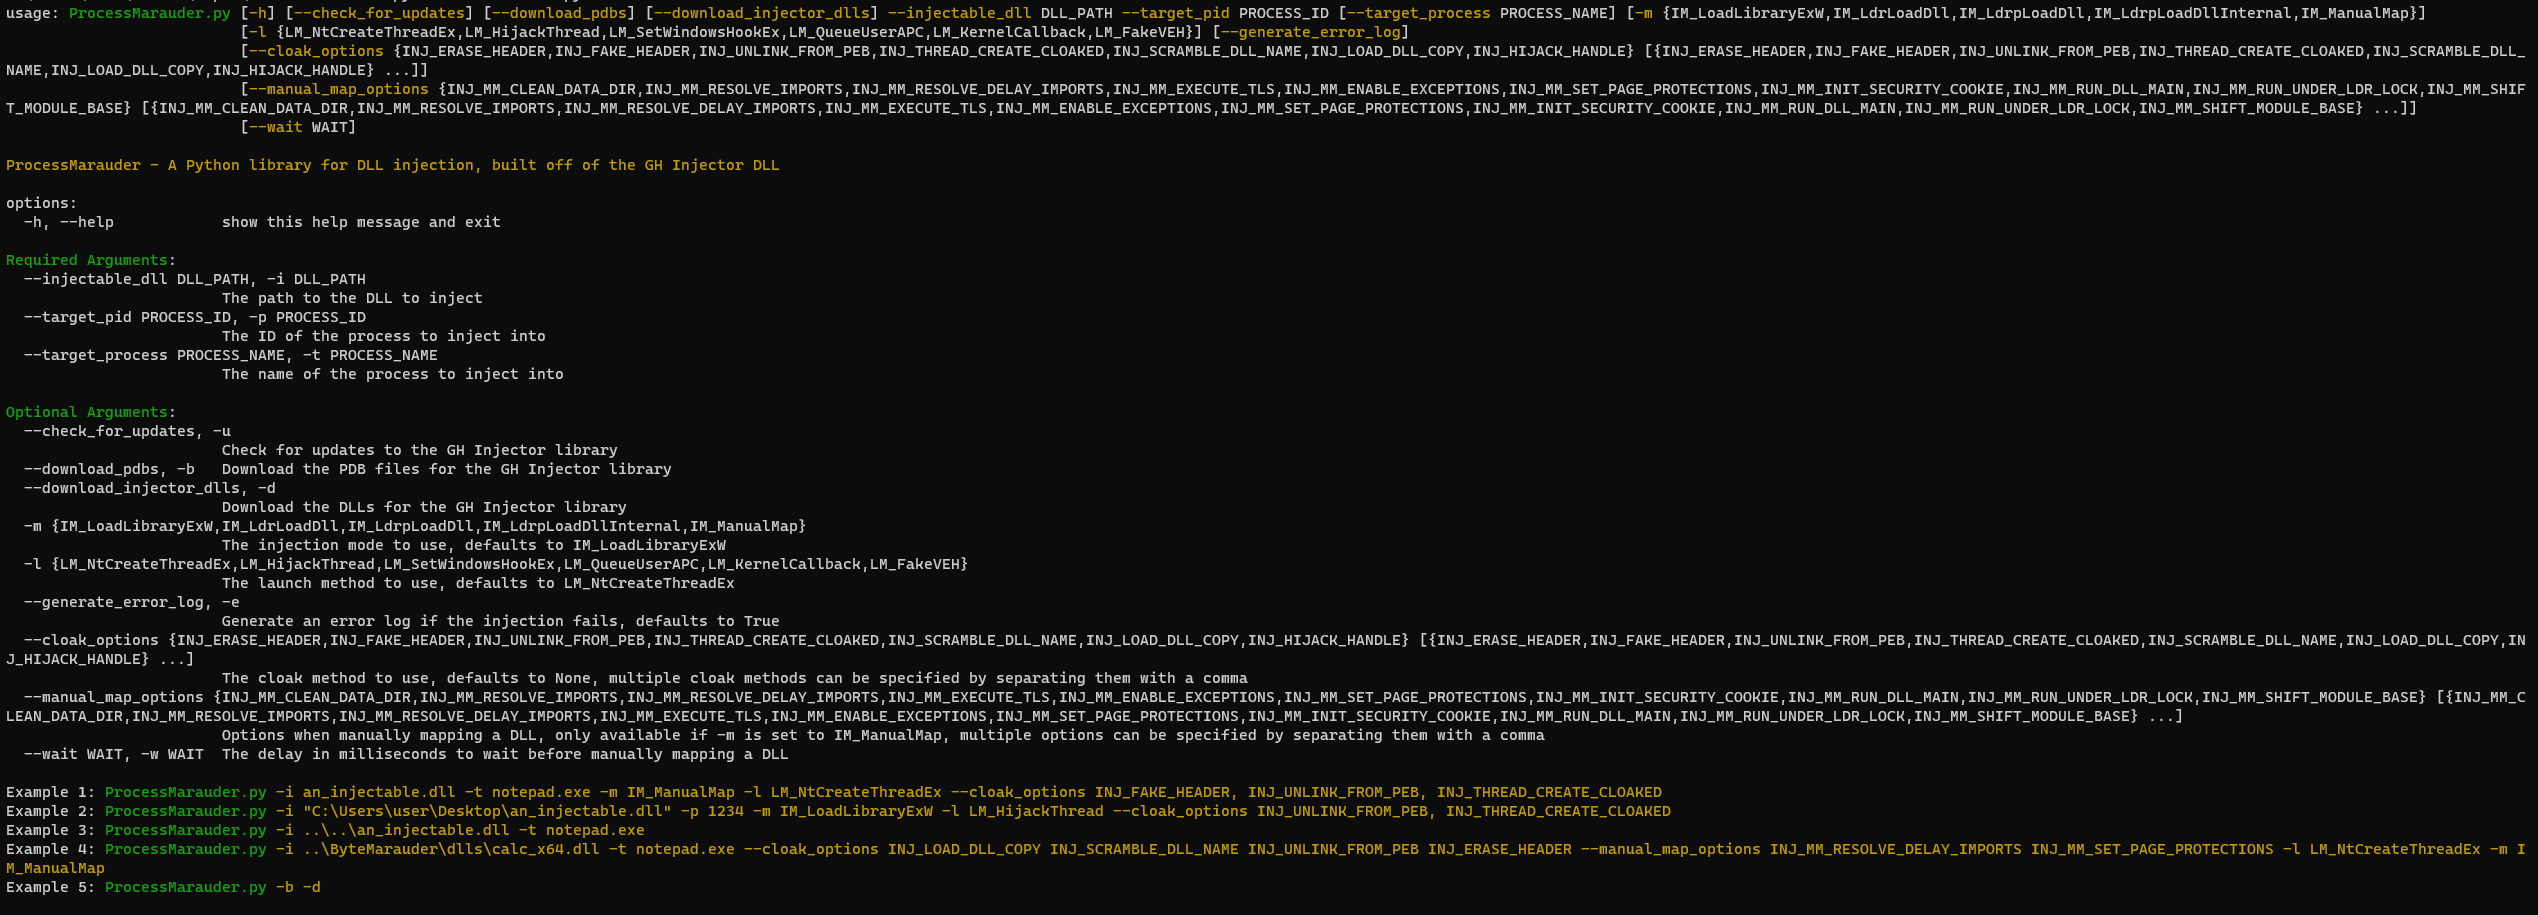 usage: ProcessMarauder.py [-h] [--check_for_updates] [--download_pdbs] [--download_injector_dlls] --injectable_dll DLL_PATH --target_pid PROCESS_ID [--target_process PROCESS_NAME] [-m {IM_LoadLibraryExW,IM_LdrLoadDll,IM_LdrpLoadDll,IM_LdrpLoadDllInternal,IM_ManualMap}]
[-l {LM_NtCreateThreadEx,LM_HijackThread,LM_SetWindowsHookEx,LM_QueueUserAPC,LM_KernelCallback,LM_FakeVEH}] [--generate_error_log]
[--cloak_options {INJ_ERASE_HEADER,INJ_FAKE_HEADER,INJ_UNLINK_FROM_PEB,INJ_THREAD_CREATE_CLOAKED,INJ_SCRAMBLE_DLL_NAME,INJ_LOAD_DLL_COPY,INJ_HIJACK_HANDLE} [{INJ_ERASE_HEADER,INJ_FAKE_HEADER,INJ_UNLINK_FROM_PEB,INJ_THREAD_CREATE_CLOAKED,INJ_SCRAMBLE_DLL_
NAME,INJ_LOAD_DLL_COPY,INJ_HIJACK_HANDLE} ...]]
[--manual_map_options {INJ_MM_CLEAN_DATA_DIR,INJ_MM_RESOLVE_IMPORTS,INJ_MM_RESOLVE_DELAY_IMPORTS,INJ_MM_EXECUTE_TLS,INJ_MM_ENABLE_EXCEPTIONS,INJ_MM_SET_PAGE_PROTECTIONS,INJ_MM_INIT_SECURITY_COOKIE,INJ_MM_RUN_DLL_MAIN,INJ_MM_RUN_UNDER_LDR_LOCK,INJ_MM_SHIF
T_MODULE_BASE} [{INJ_MM_CLEAN_DATA_DIR,INJ_MM_RESOLVE_IMPORTS,INJ_MM_RESOLVE_DELAY_IMPORTS,INJ_MM_EXECUTE_TLS,INJ_MM_ENABLE_EXCEPTIONS,INJ_MM_SET_PAGE_PROTECTIONS,INJ_MM_INIT_SECURITY_COOKIE,INJ_MM_RUN_DLL_MAIN,INJ_MM_RUN_UNDER_LDR_LOCK,INJ_MM_SHIFT_MODULE_BASE} ...]]
[--wait WAIT]
ProcessMarauder - A Python library for DLL injection, built off of the GH Injector DLL
options:
-h, --help show this help message and exit
Required Arguments:
--injectable_dll DLL_PATH, -i DLL_PATH
The path to the DLL to inject
--target_pid PROCESS_ID, -p PROCESS_ID
The ID of the process to inject into
--target_process PROCESS_NAME, -t PROCESS_NAME
The name of the process to inject into
Optional Arguments:
--check_for_updates, -u
Check for updates to the GH Injector library
--download_pdbs, -b Download the PDB files for the GH Injector library
--download_injector_dlls, -d
Download the DLLs for the GH Injector library
-m {IM_LoadLibraryExW,IM_LdrLoadDll,IM_LdrpLoadDll,IM_LdrpLoadDllInternal,IM_ManualMap}
The injection mode to use, defaults to IM_LoadLibraryExW
-l {LM_NtCreateThreadEx,LM_HijackThread,LM_SetWindowsHookEx,LM_QueueUserAPC,LM_KernelCallback,LM_FakeVEH}
The launch method to use, defaults to LM_NtCreateThreadEx
--generate_error_log, -e
Generate an error log if the injection fails, defaults to True
--cloak_options {INJ_ERASE_HEADER,INJ_FAKE_HEADER,INJ_UNLINK_FROM_PEB,INJ_THREAD_CREATE_CLOAKED,INJ_SCRAMBLE_DLL_NAME,INJ_LOAD_DLL_COPY,INJ_HIJACK_HANDLE} [{INJ_ERASE_HEADER,INJ_FAKE_HEADER,INJ_UNLINK_FROM_PEB,INJ_THREAD_CREATE_CLOAKED,INJ_SCRAMBLE_DLL_NAME,INJ_LOAD_DLL_COPY,IN
J_HIJACK_HANDLE} ...]
The cloak method to use, defaults to None, multiple cloak methods can be specified by separating them with a comma
--manual_map_options {INJ_MM_CLEAN_DATA_DIR,INJ_MM_RESOLVE_IMPORTS,INJ_MM_RESOLVE_DELAY_IMPORTS,INJ_MM_EXECUTE_TLS,INJ_MM_ENABLE_EXCEPTIONS,INJ_MM_SET_PAGE_PROTECTIONS,INJ_MM_INIT_SECURITY_COOKIE,INJ_MM_RUN_DLL_MAIN,INJ_MM_RUN_UNDER_LDR_LOCK,INJ_MM_SHIFT_MODULE_BASE} [{INJ_MM_C
LEAN_DATA_DIR,INJ_MM_RESOLVE_IMPORTS,INJ_MM_RESOLVE_DELAY_IMPORTS,INJ_MM_EXECUTE_TLS,INJ_MM_ENABLE_EXCEPTIONS,INJ_MM_SET_PAGE_PROTECTIONS,INJ_MM_INIT_SECURITY_COOKIE,INJ_MM_RUN_DLL_MAIN,INJ_MM_RUN_UNDER_LDR_LOCK,INJ_MM_SHIFT_MODULE_BASE} ...]
Options when manually mapping a DLL, only available if -m is set to IM_ManualMap, multiple options can be specified by separating them with a comma
--wait WAIT, -w WAIT The delay in milliseconds to wait before manually mapping a DLL
Example 1: ProcessMarauder.py -i an_injectable.dll -t notepad.exe -m IM_ManualMap -l LM_NtCreateThreadEx --cloak_options INJ_FAKE_HEADER, INJ_UNLINK_FROM_PEB, INJ_THREAD_CREATE_CLOAKED
Example 2: ProcessMarauder.py -i "C:\Users\user\Desktop\an_injectable.dll" -p 1234 -m IM_LoadLibraryExW -l LM_HijackThread --cloak_options INJ_UNLINK_FROM_PEB, INJ_THREAD_CREATE_CLOAKED
Example 3: ProcessMarauder.py -i ..\..\an_injectable.dll -t notepad.exe
Example 4: ProcessMarauder.py -i ..\ByteMarauder\dlls\calc_x64.dll -t notepad.exe --cloak_options INJ_LOAD_DLL_COPY INJ_SCRAMBLE_DLL_NAME INJ_UNLINK_FROM_PEB INJ_ERASE_HEADER --manual_map_options INJ_MM_RESOLVE_DELAY_IMPORTS INJ_MM_SET_PAGE_PROTECTIONS -l LM_NtCreateThreadEx -m I
M_ManualMap
Example 5: ProcessMarauder.py -b -d